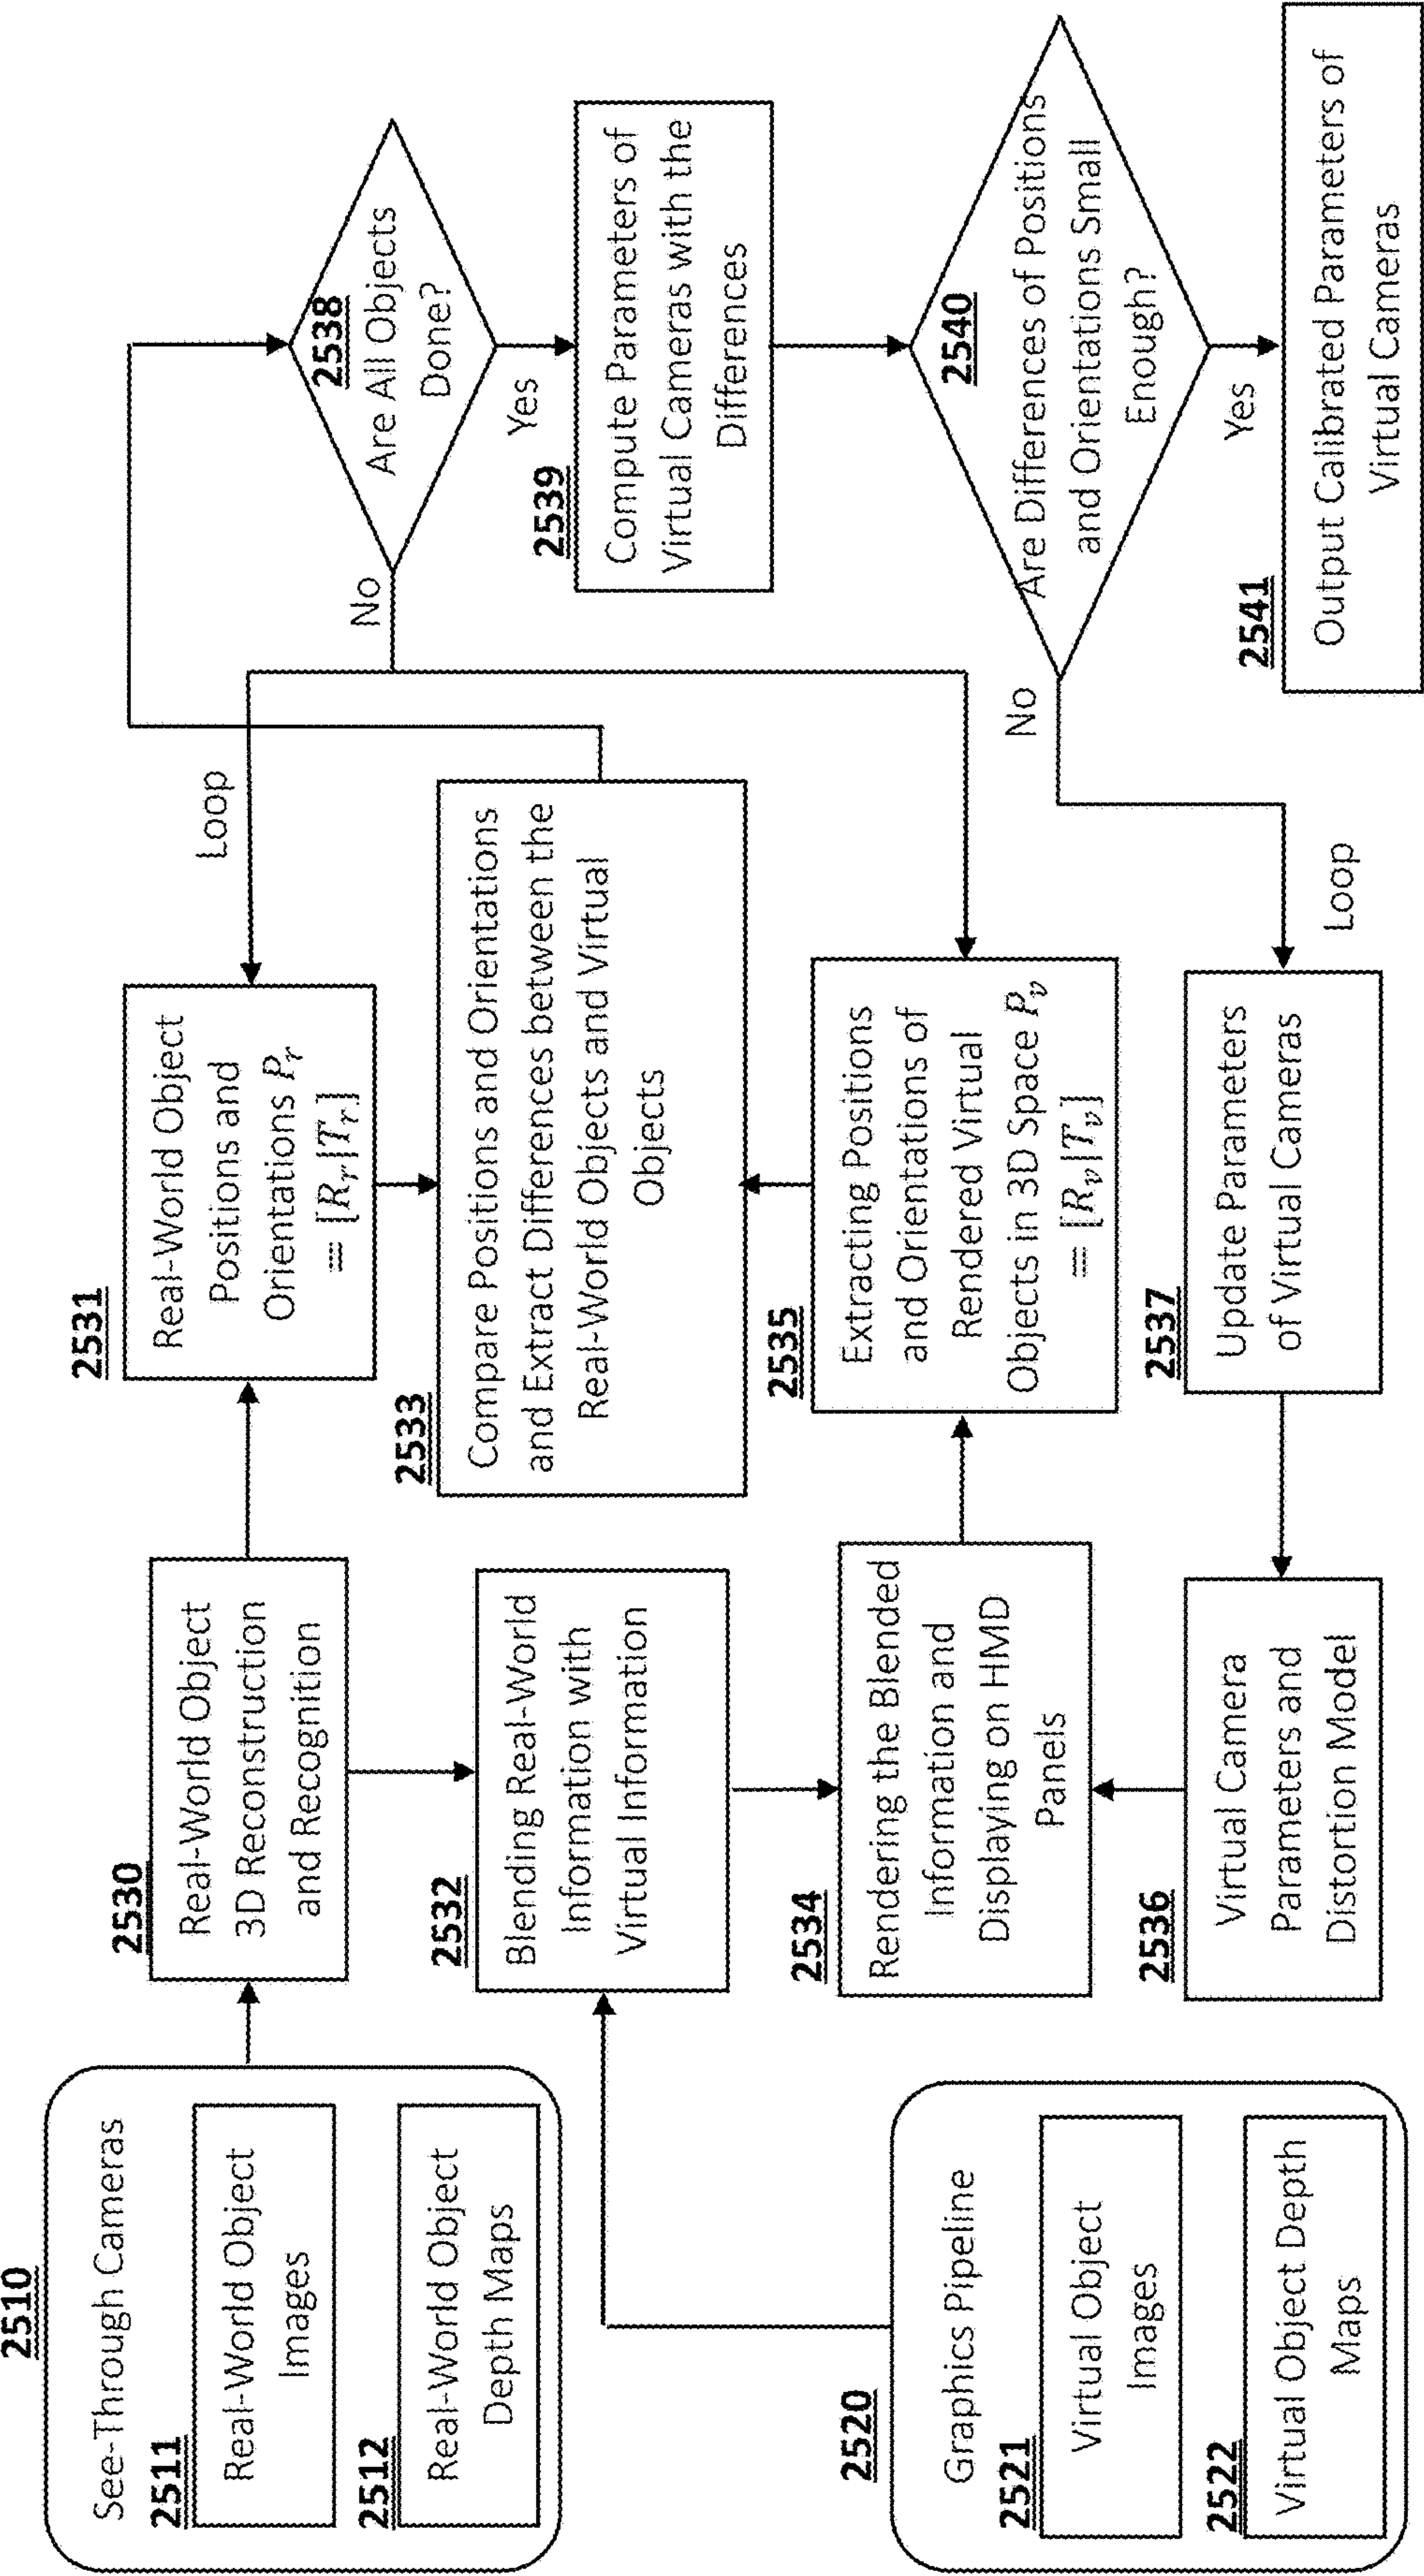 2510
See-Through Cameras
2511
Real-World Object
Images
2512
Real-World Object
Depth Maps
2520
Graphics Pipeline
2521
Virtual Object
Images
2522
Virtual Object Depth
Maps
2530
Real-World Object
3D Reconstruction
and Recognition
2532
Blending Real-World
Information with
Virtual Information
2534
Rendering the Blended
Information and
Displaying on HMD
Panels
2536
Virtual Camera
Parameters and
Distortion Model
2531
Real-World Object
Positions and
Orientations P_r
= [R_r|T_r]
Loop
2533
Compare Positions and Orientations
and Extract Differences between the
Real-World Objects and Virtual
Objects
2535
Extracting Positions
and Orientations of
Rendered Virtual
Objects in 3D Space P_v
= [R_v|T_v]
2537
Update Parameters
of Virtual Cameras
Loop
2538
Are All Objects
Done?
No
Yes
2539
Compute Parameters of
Virtual Cameras with the
Differences
2540
Are Differences of Positions
and Orientations Small
Enough?
No
Yes
2541
Output Calibrated Parameters of
Virtual Cameras